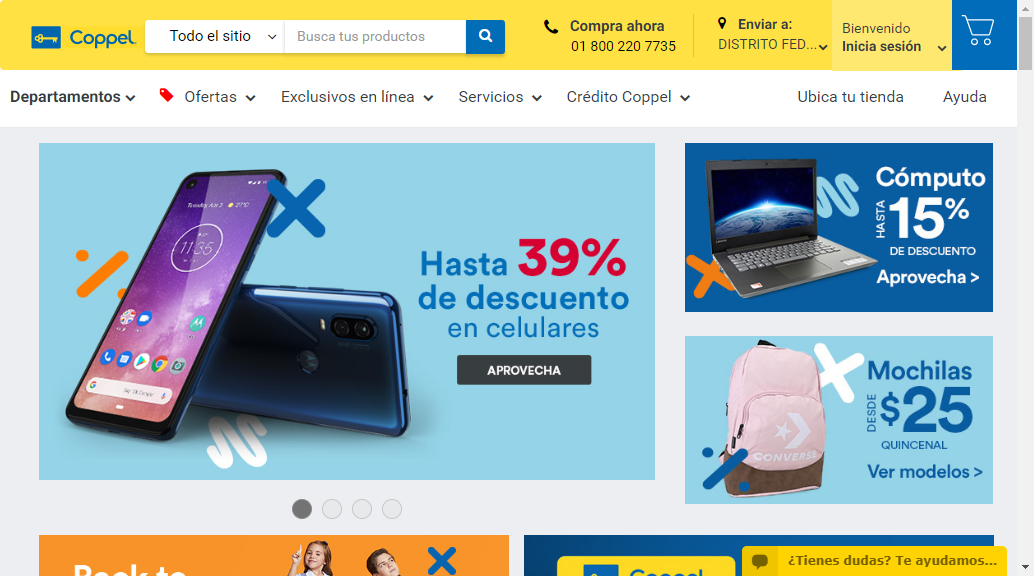 Coppel
Todo el sitio
Busca tus productos
Compra ahora
01 800 220 7735
Enviar a:
DISTRITO FED...
Bienvenido
Inicia sesión
Departamentos
Ofertas
Exclusivos en línea
Servicios
Crédito Coppel
Ubica tu tienda
Ayuda
11:35
Hasta 39%
de descuento
en celulares
APROVECHA
Cómputo
HASTA
15%
DE DESCUENTO
Aprovecha >
CONVERSE
Mochilas
DESDE
$25
QUINCENAL
Ver modelos >
Back to
Coppel
¿Tienes dudas? Te ayudamos...